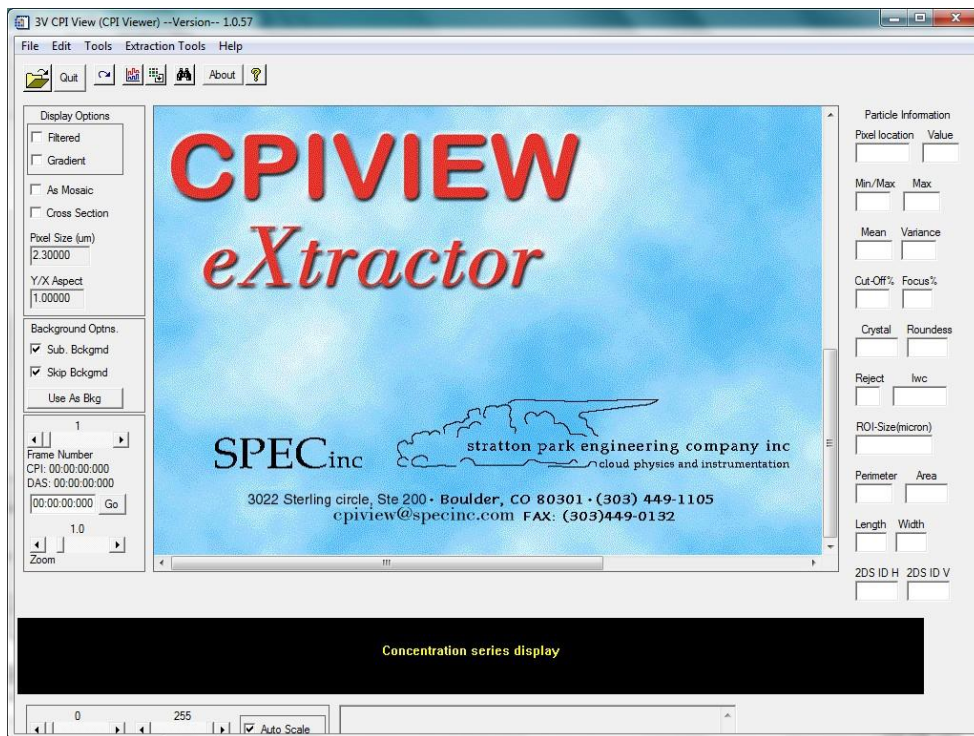 3V CPI View (CPI Viewer) --Version-- 1.0.57
File Edit Tools Extraction Tools Help
Quit About ?
Display Options
Filtered
Gradient
As Mosaic
Cross Section
Pixel Size (um)
2.30000
Y/X Aspect
1.00000
Background Optns.
Sub. Bckgrnd
Skip Bckgrnd
Use As Bkg
1
Frame Number
CPI: 00:00:00:000
DAS: 00:00:00:000
00:00:00:000 Go
1.0
Zoom
CPIVIEW
eXtractor
SPECinc
stratton park engineering company inc
cloud physics and instrumentation
3022 Sterling circle, Ste 200 • Boulder, CO 80301 • (303) 449-1105
cpiview@specinc.com FAX: (303)449-0132
Particle Information
Pixel location Value
Min/Max Max
Mean Variance
Cut-Off% Focus%
Crystal Roundess
Reject Iwc
ROI-Size(micron)
Perimeter Area
Length Width
2DS ID H 2DS ID V
Concentration series display
0 255
Auto Scale